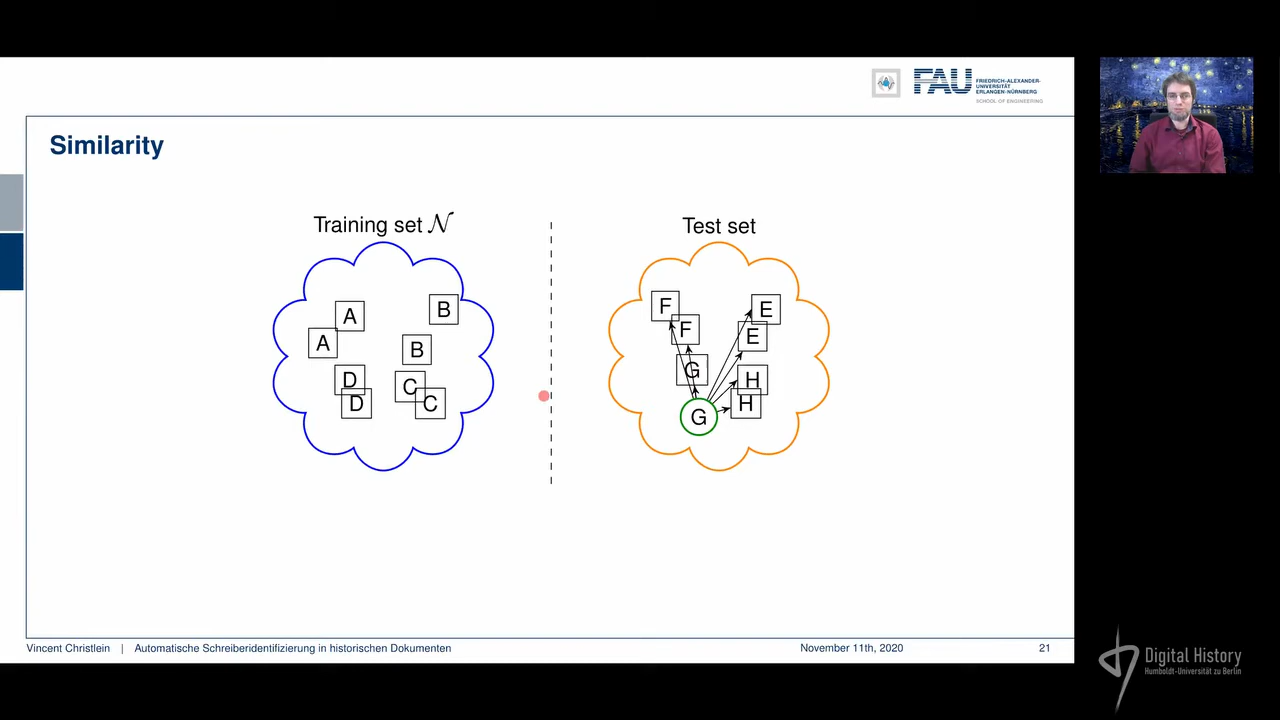 FAU
FRIEDRICH-ALEXANDER-
UNIVERSITÄT
ERLANGEN-NÜRNBERG
SCHOOL OF ENGINEERING
Similarity
Training set 𝒩
Test set
A
B
A
B
D
C
D
C
F
E
F
E
G
H
H
G
Vincent Christlein | Automatische Schreiberidentifizierung in historischen Dokumenten
November 11th, 2020
21
Digital History
Humboldt-Universität zu Berlin